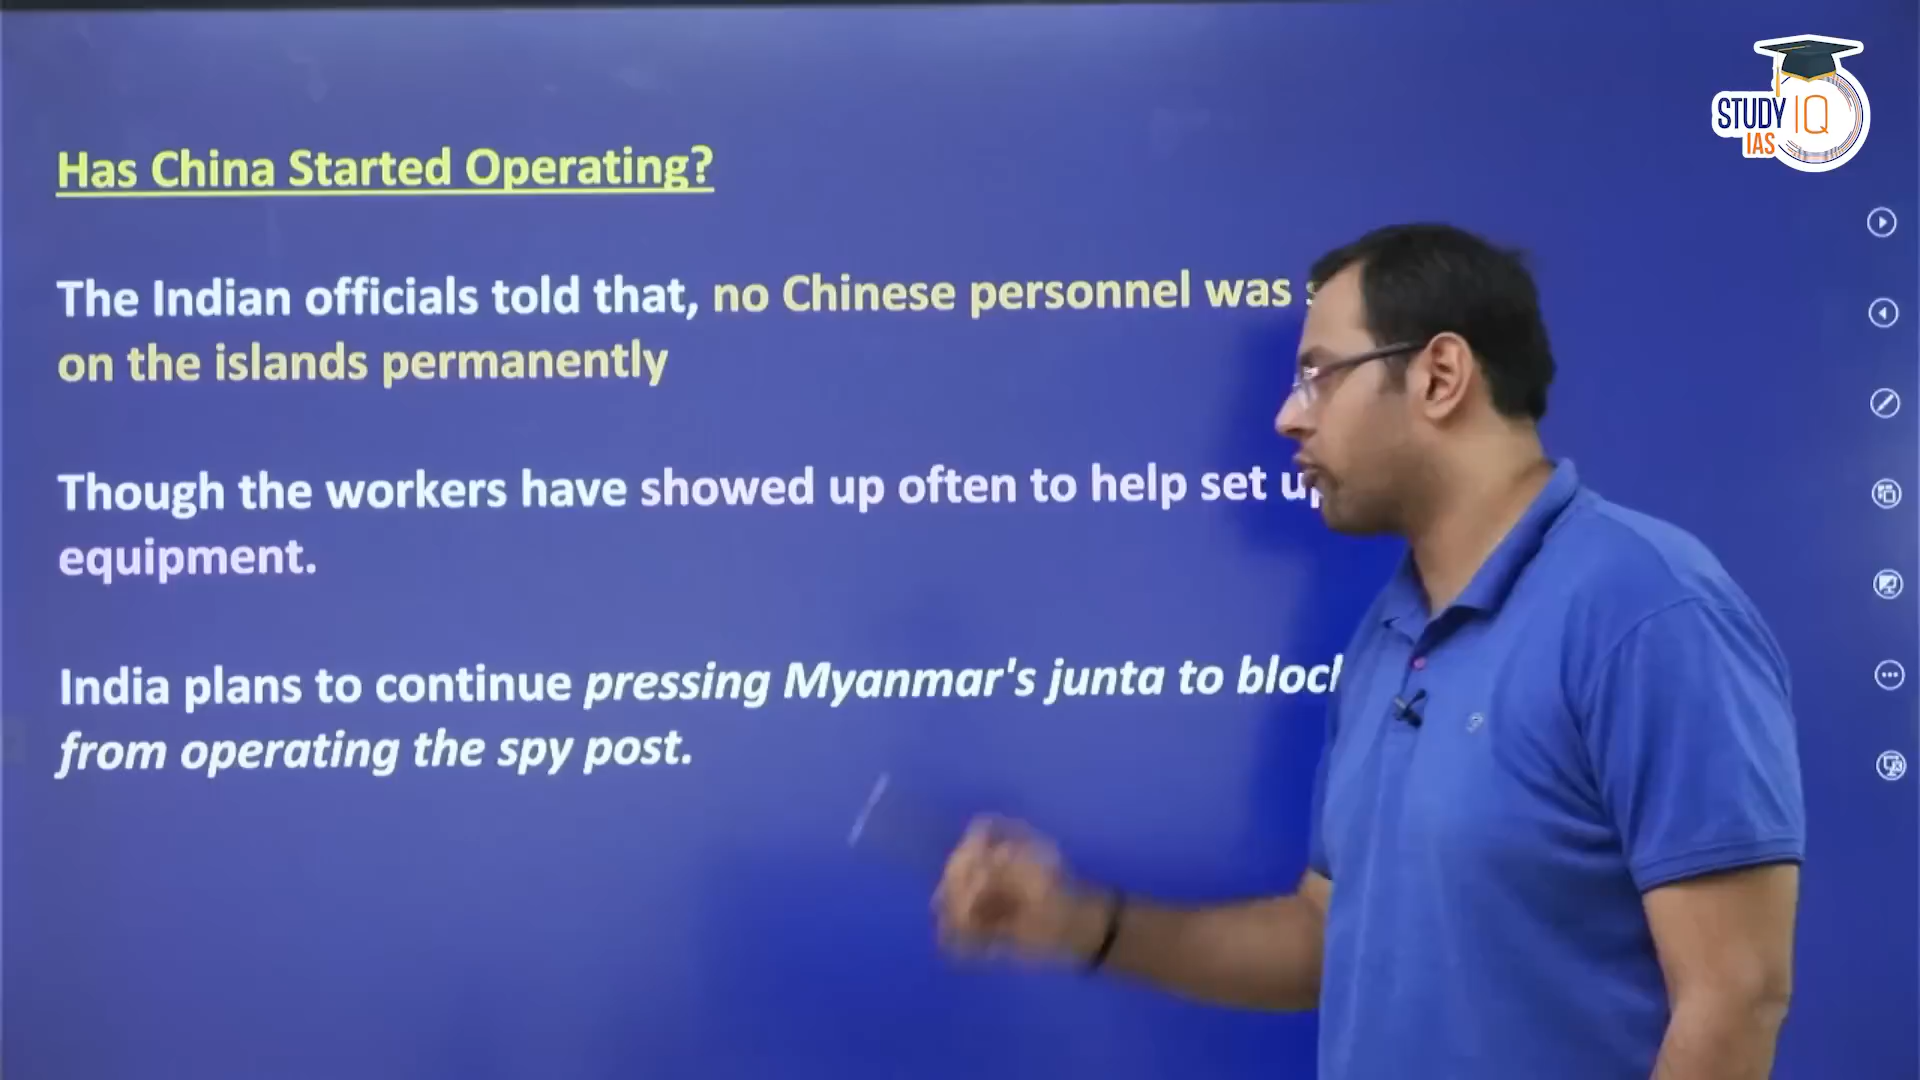 STUDY IQ
IAS
Has China Started Operating?
The Indian officials told that, no Chinese personnel was
on the islands permanently
Though the workers have showed up often to help set up
equipment.
India plans to continue pressing Myanmar's junta to block
from operating the spy post.